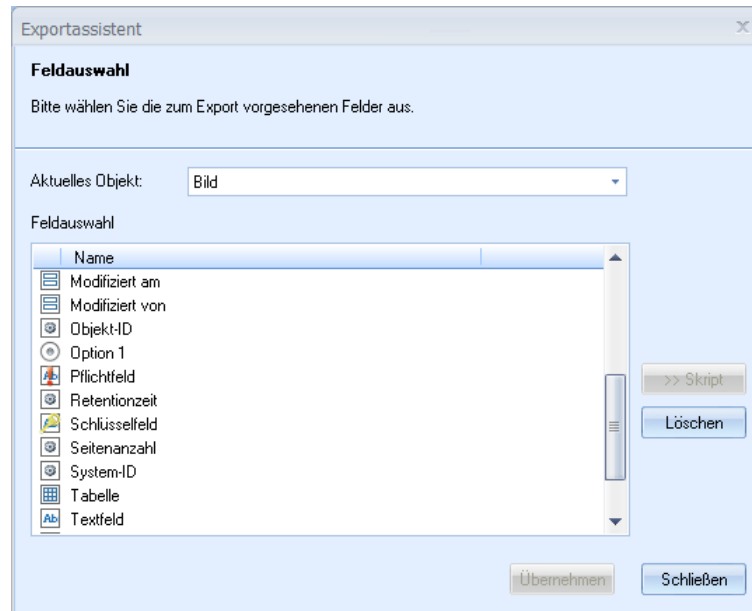 Exportassistent
Feldauswahl
Bitte wählen Sie die zum Export vorgesehenen Felder aus.
Aktuelles Objekt: Bild
Feldauswahl
Name
Modifiziert am
Modifiziert von
Objekt-ID
Option 1
Pflichtfeld
Retentionzeit
>> Skript
Schlüsselfeld
Löschen
Seitenanzahl
System-ID
Tabelle
Ab Textfeld
Übernehmen Schließen